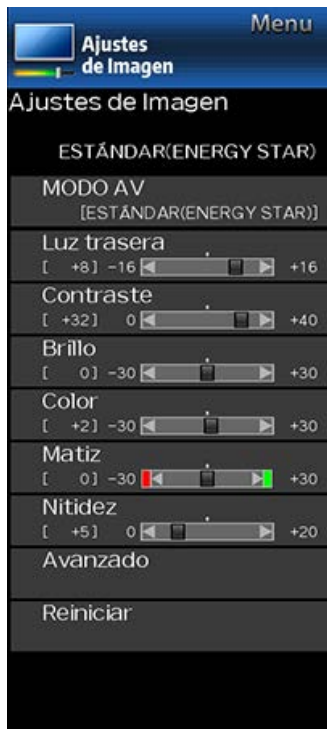 Menu
Ajustes
de Imagen
Ajustes de Imagen
ESTÁNDAR(ENERGY STAR)
MODO AV
[ESTÁNDAR(ENERGY STAR)]
Luz trasera
[ +8] -16 +16
Contraste
[ +32] 0 +40
Brillo
[ 0] -30 +30
Color
[ +2] -30 +30
Matiz
[ 0] -30 +30
Nitidez
[ +5] 0 +20
Avanzado
Reiniciar